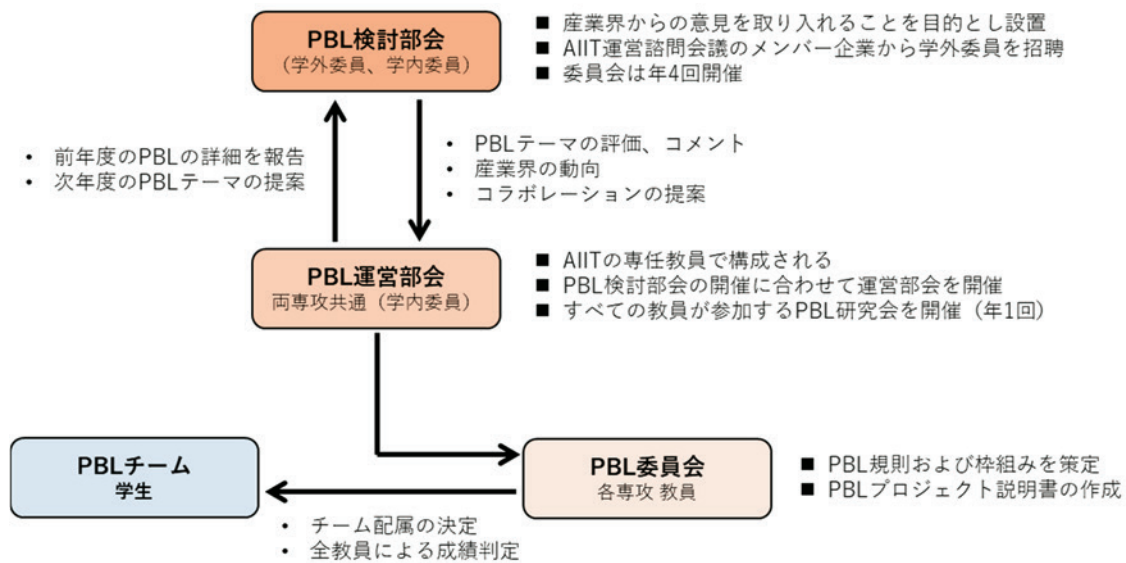 PBL検討部会
(学外委員、学内委員)
■ 産業界からの意見を取り入れることを目的とし設置
■ AIIT運営諮問会議のメンバー企業から学外委員を招聘
■ 委員会は年4回開催
• 前年度のPBLの詳細を報告
• 次年度のPBLテーマの提案
• PBLテーマの評価、コメント
• 産業界の動向
• コラボレーションの提案
PBL運営部会
両専攻共通（学内委員）
■ AIITの専任教員で構成される
■ PBL検討部会の開催に合わせて運営部会を開催
■ すべての教員が参加するPBL研究会を開催（年1回）
PBLチーム
学生
PBL委員会
各専攻 教員
■ PBL規則および枠組みを策定
■ PBLプロジェクト説明書の作成
• チーム配属の決定
• 全教員による成績判定